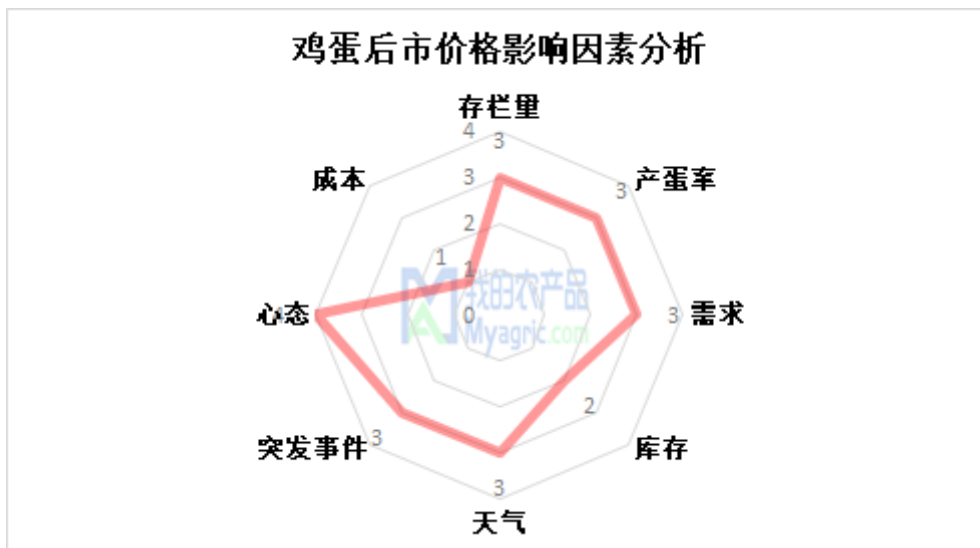 鸡蛋后市价格影响因素分析
存栏量
4
3
成本
产蛋率
3
3
2
1
1
我的农产品
心态
0
3
需求
Myagric.com
2
突发事件
3
库存
3
天气